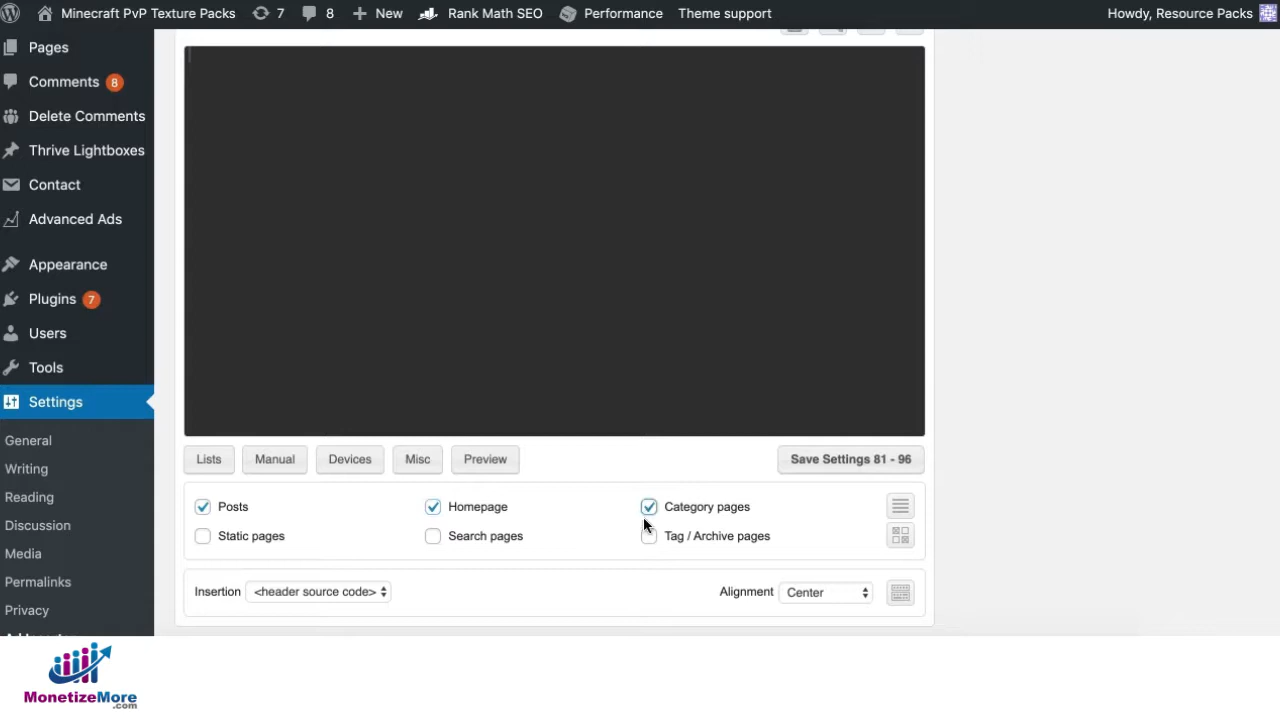 Minecraft PvP Texture Packs 7 8 New Rank Math SEO Performance Theme support Howdy, Resource Packs
Pages
Comments 8
Delete Comments
Thrive Lightboxes
Contact
Advanced Ads
Appearance
Plugins 7
Users
Tools
Settings
General
Writing
Reading
Discussion
Media
Permalinks
Privacy
Lists Manual Devices Misc Preview Save Settings 81 - 96
Posts Homepage Category pages
Static pages Search pages Tag / Archive pages
Insertion <header source code> Alignment Center
MonetizeMore
.com